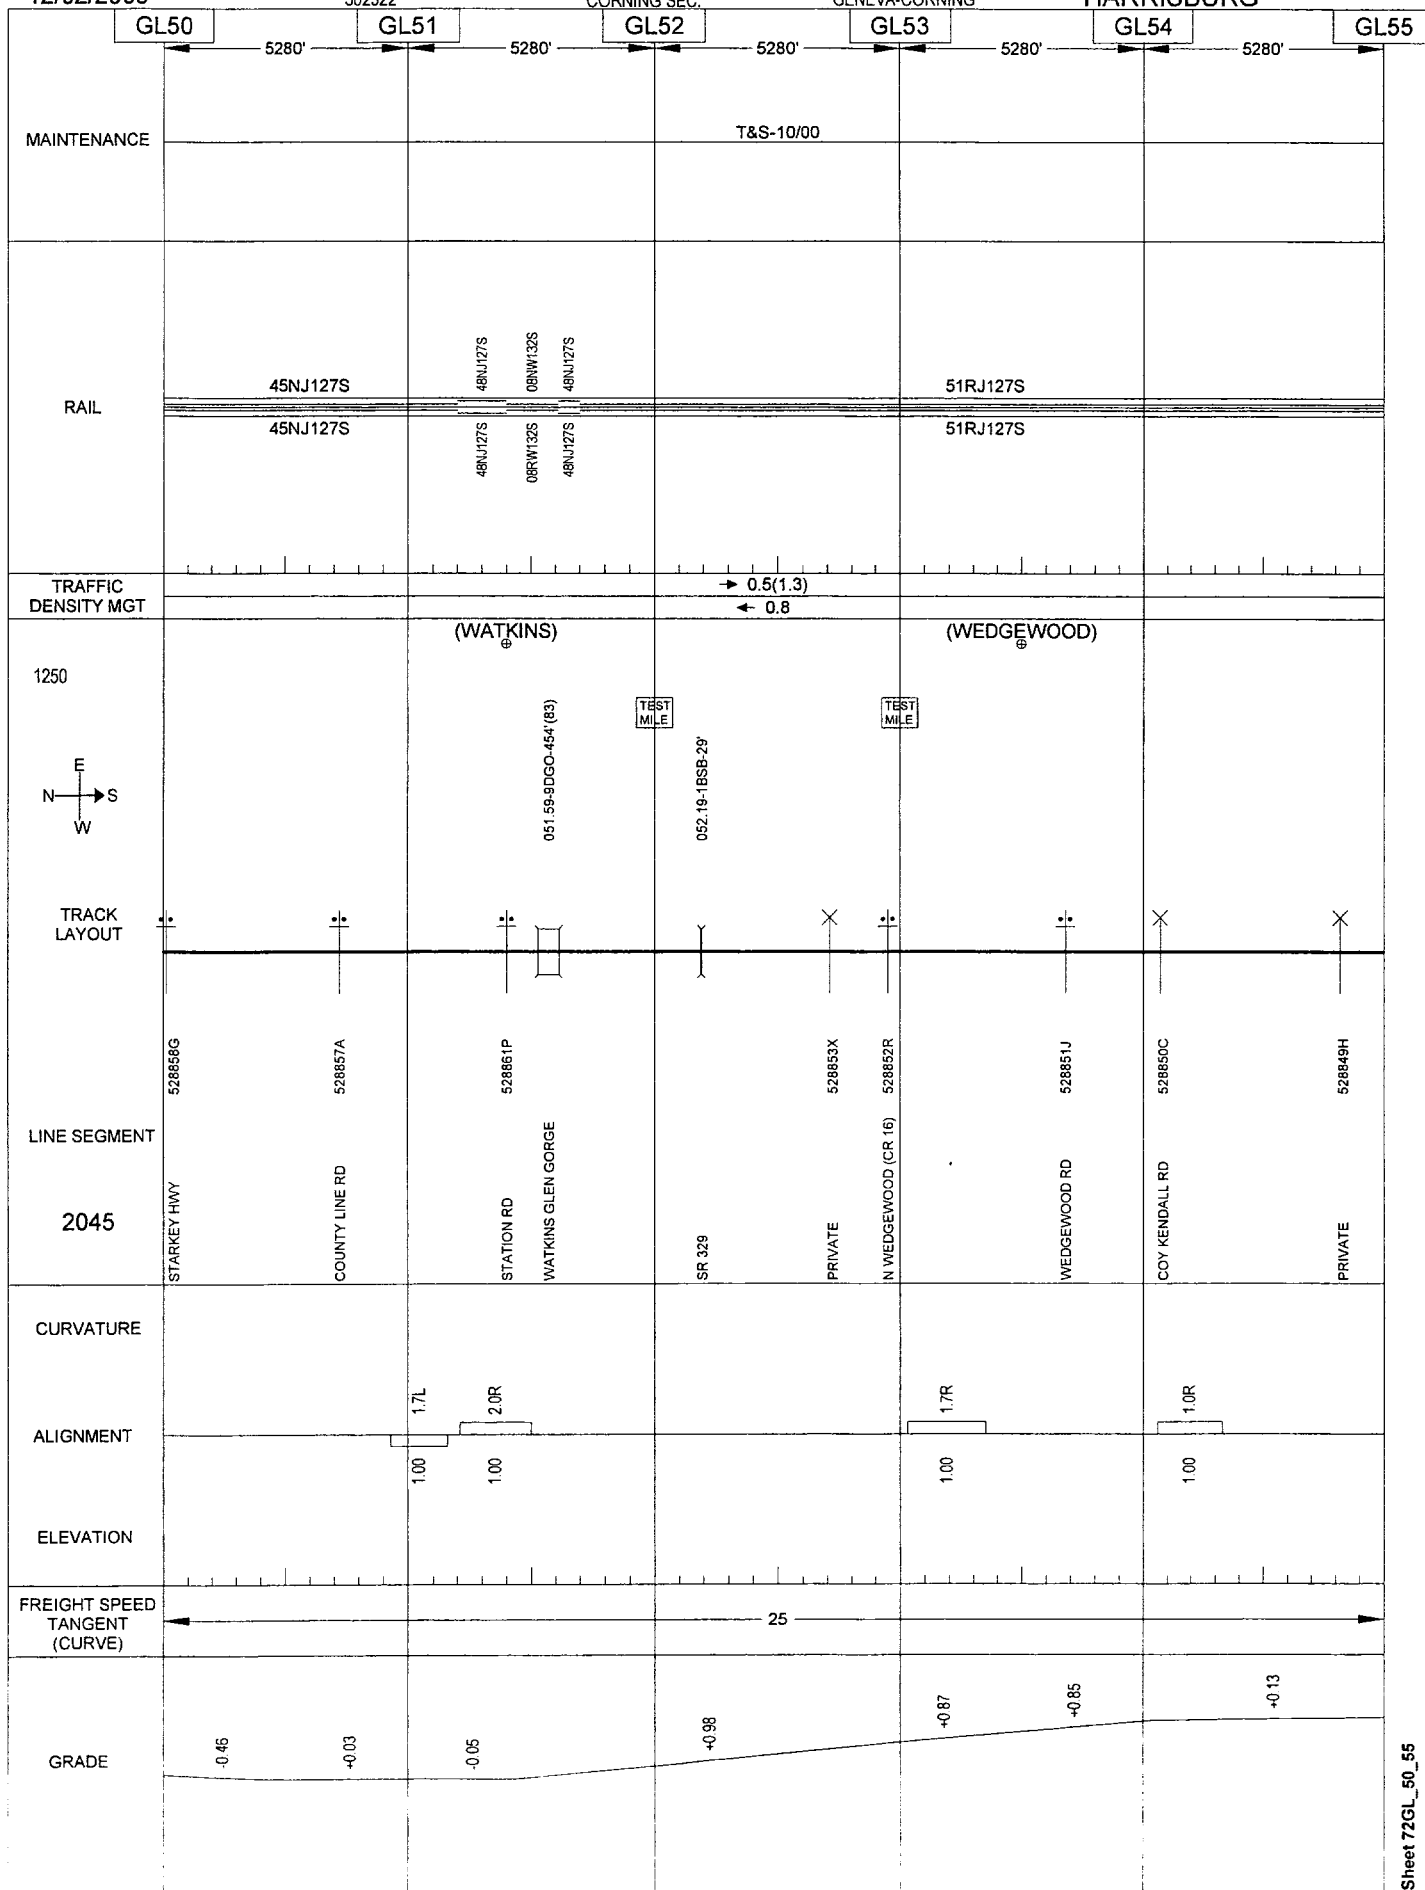 CORNING SEC.
GENEVA-CORNING
HARRISBURG
GL50 GL51 GL52 GL53 GL54 GL55
5280' 5280' 5280' 5280' 5280'
MAINTENANCE
T&S-10/00
RAIL
45NJ127S
45NJ127S
48NJ127S
08NW132S
48NJ127S
48NJ127S
08RW132S
48NJ127S
51RJ127S
51RJ127S
TRAFFIC
DENSITY MGT
0.5(1.3)
0.8
(WATKINS)
(WEDGEWOOD)
1250
E
N S
W
051.59-9DGO-454'(83)
TEST
MILE
052.19-1BSB-29'
TEST
MILE
TRACK
LAYOUT
528858G
528857A
528861P
528853X
528852R
528851J
528850C
528849H
LINE SEGMENT
2045
STARKEY HWY
COUNTY LINE RD
STATION RD
WATKINS GLEN GORGE
SR 329
PRIVATE
N WEDGEWOOD (CR 16)
WEDGEWOOD RD
COY KENDALL RD
PRIVATE
CURVATURE
1.7L
2.0R
1.7R
1.0R
ALIGNMENT
1.00
1.00
1.00
1.00
ELEVATION
FREIGHT SPEED
TANGENT
(CURVE)
25
GRADE
-0.46
+0.03
-0.05
+0.98
+0.87
+0.85
+0.13
Sheet 72GL_50_55